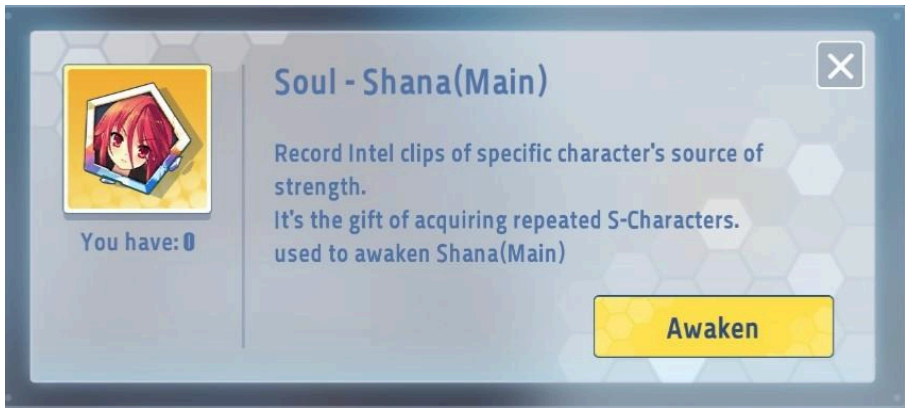 Soul - Shana(Main)
Record Intel clips of specific character's source of
strength.
It's the gift of acquiring repeated S-Characters.
used to awaken Shana(Main)
You have: 0
Awaken